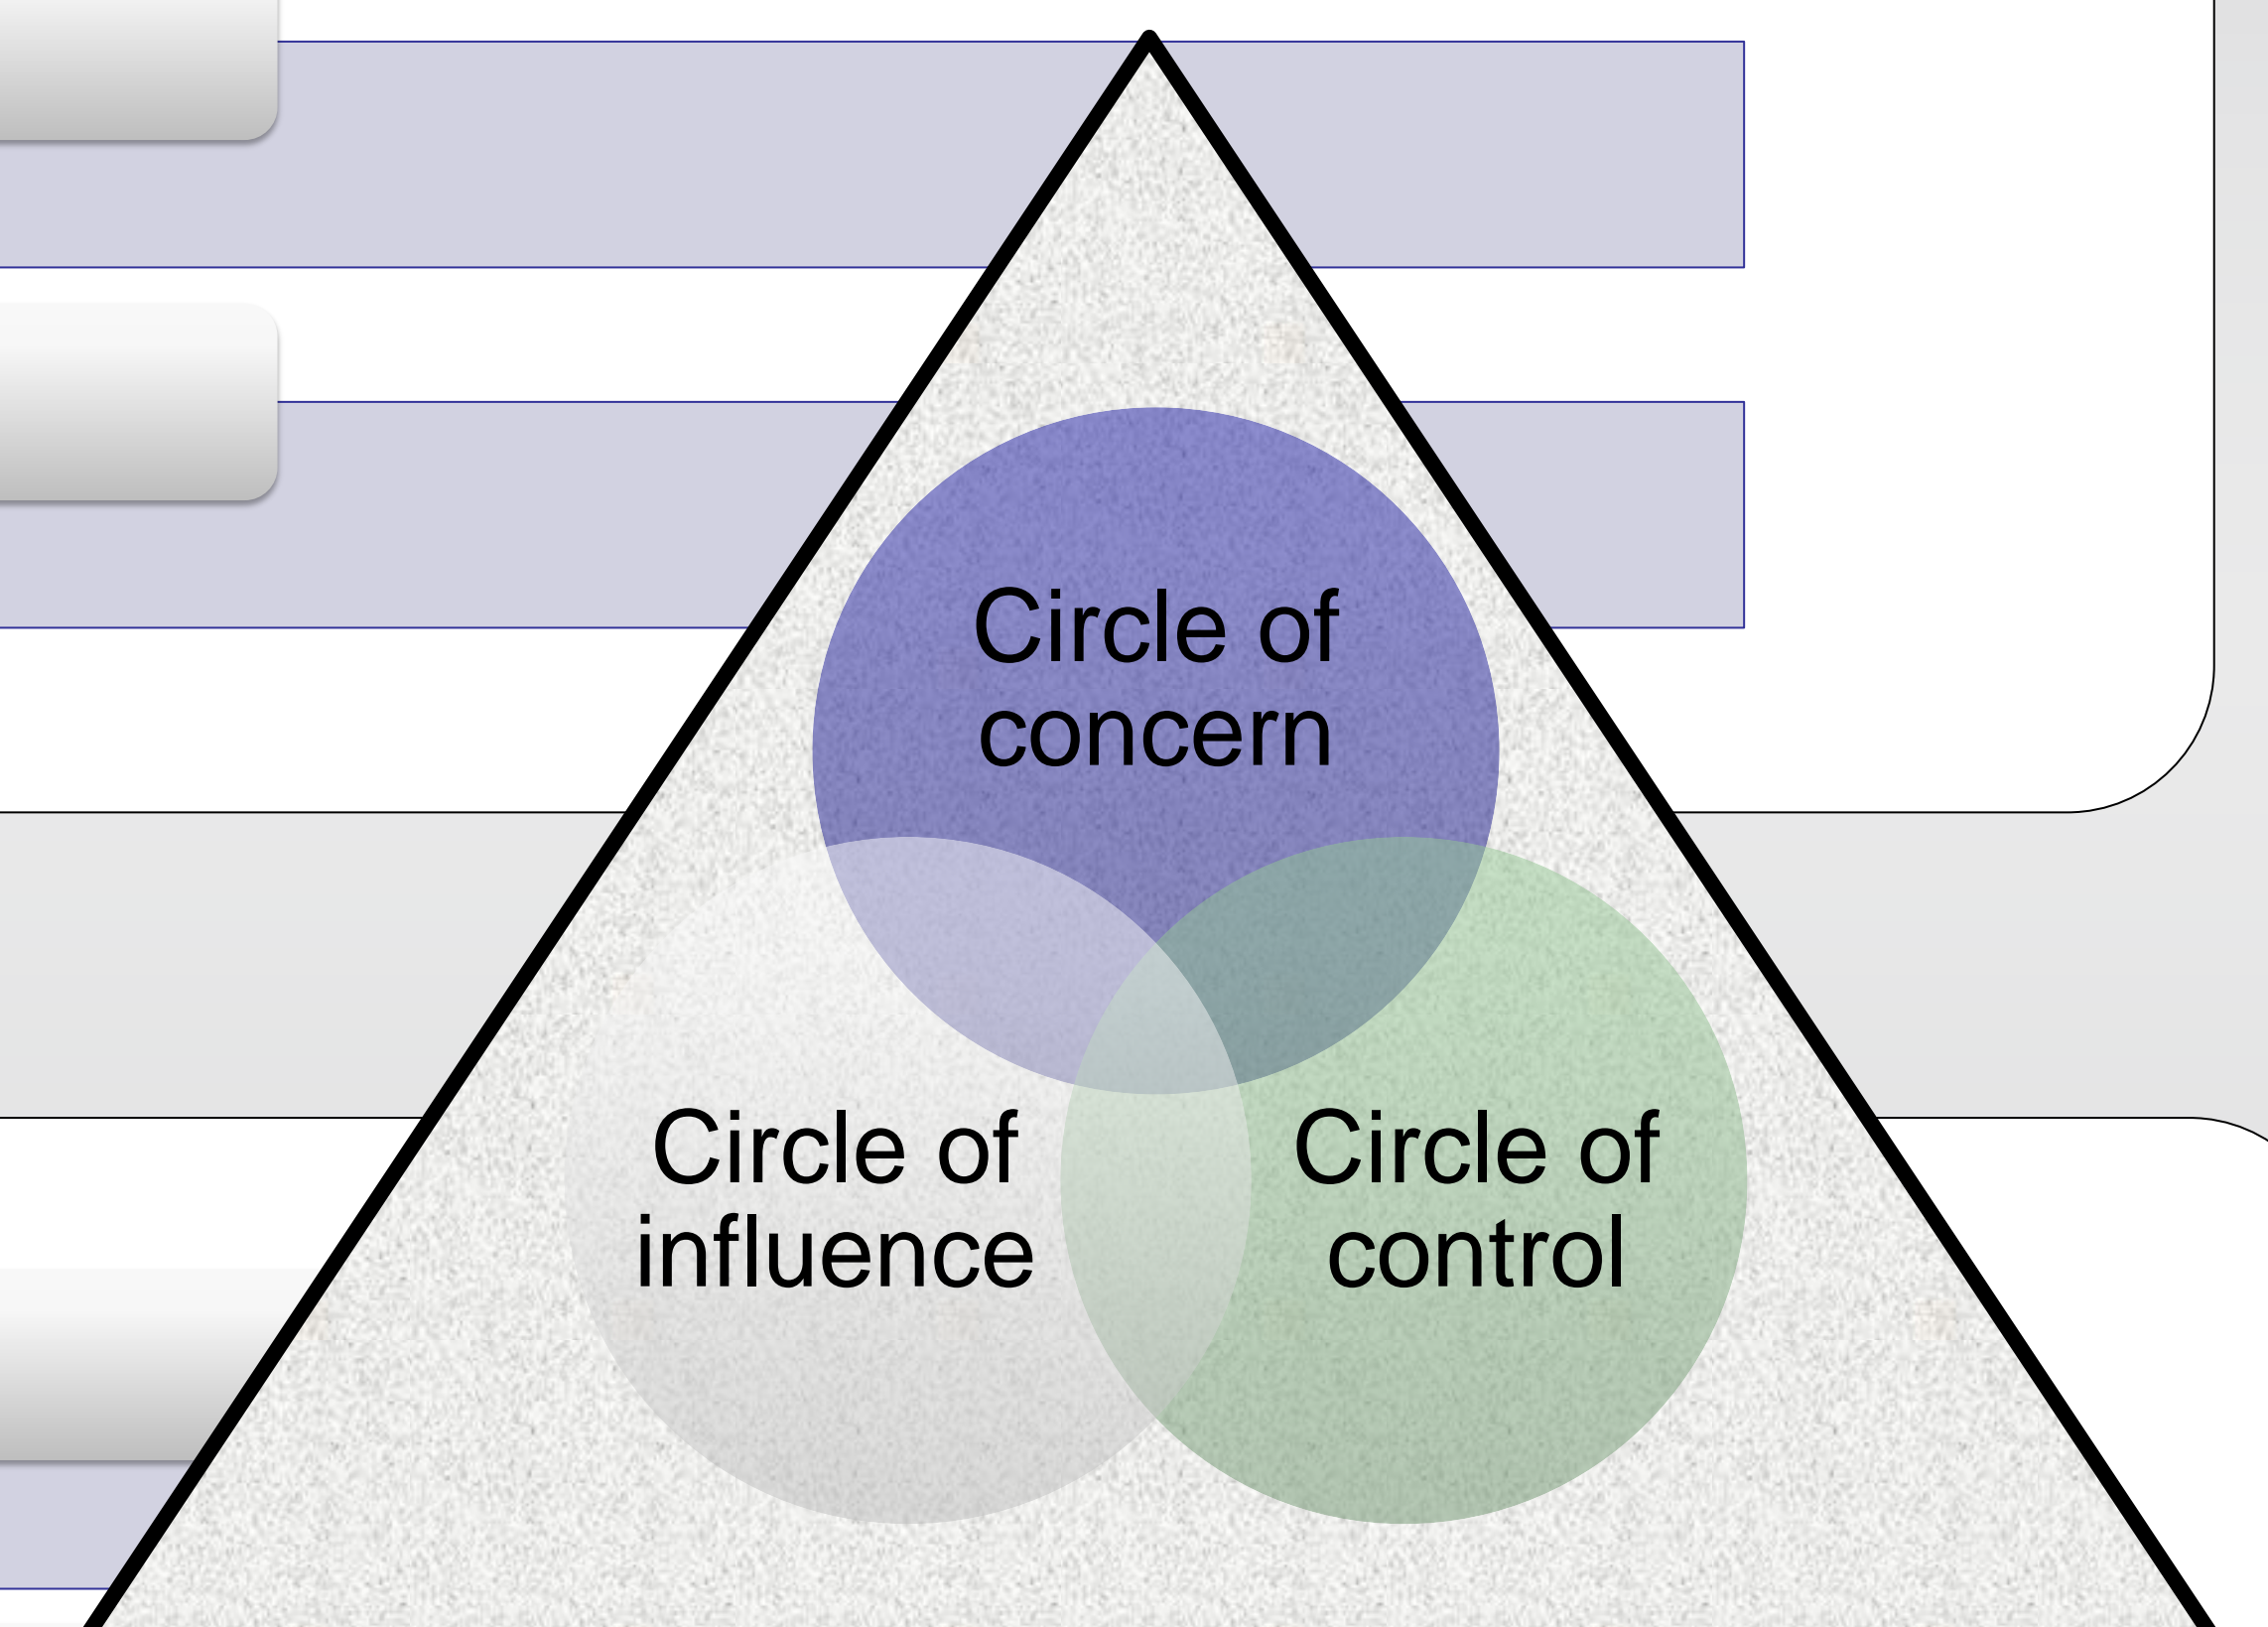 Circle of
concern
Circle of
influence
Circle of
control